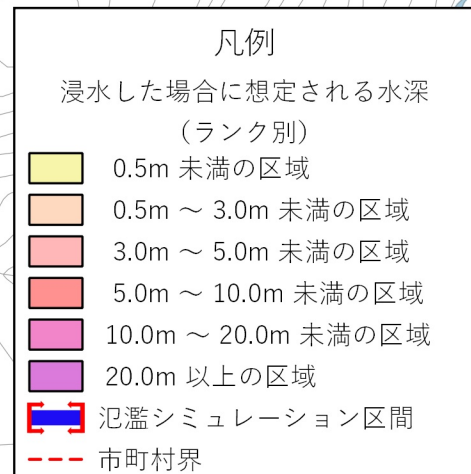 凡例
浸水した場合に想定される水深
（ランク別）
0.5m 未満の区域
0.5m ～ 3.0m 未満の区域
3.0m ～ 5.0m 未満の区域
5.0m ～ 10.0m 未満の区域
10.0m ～ 20.0m 未満の区域
20.0m 以上の区域
氾濫シミュレーション区間
市町村界